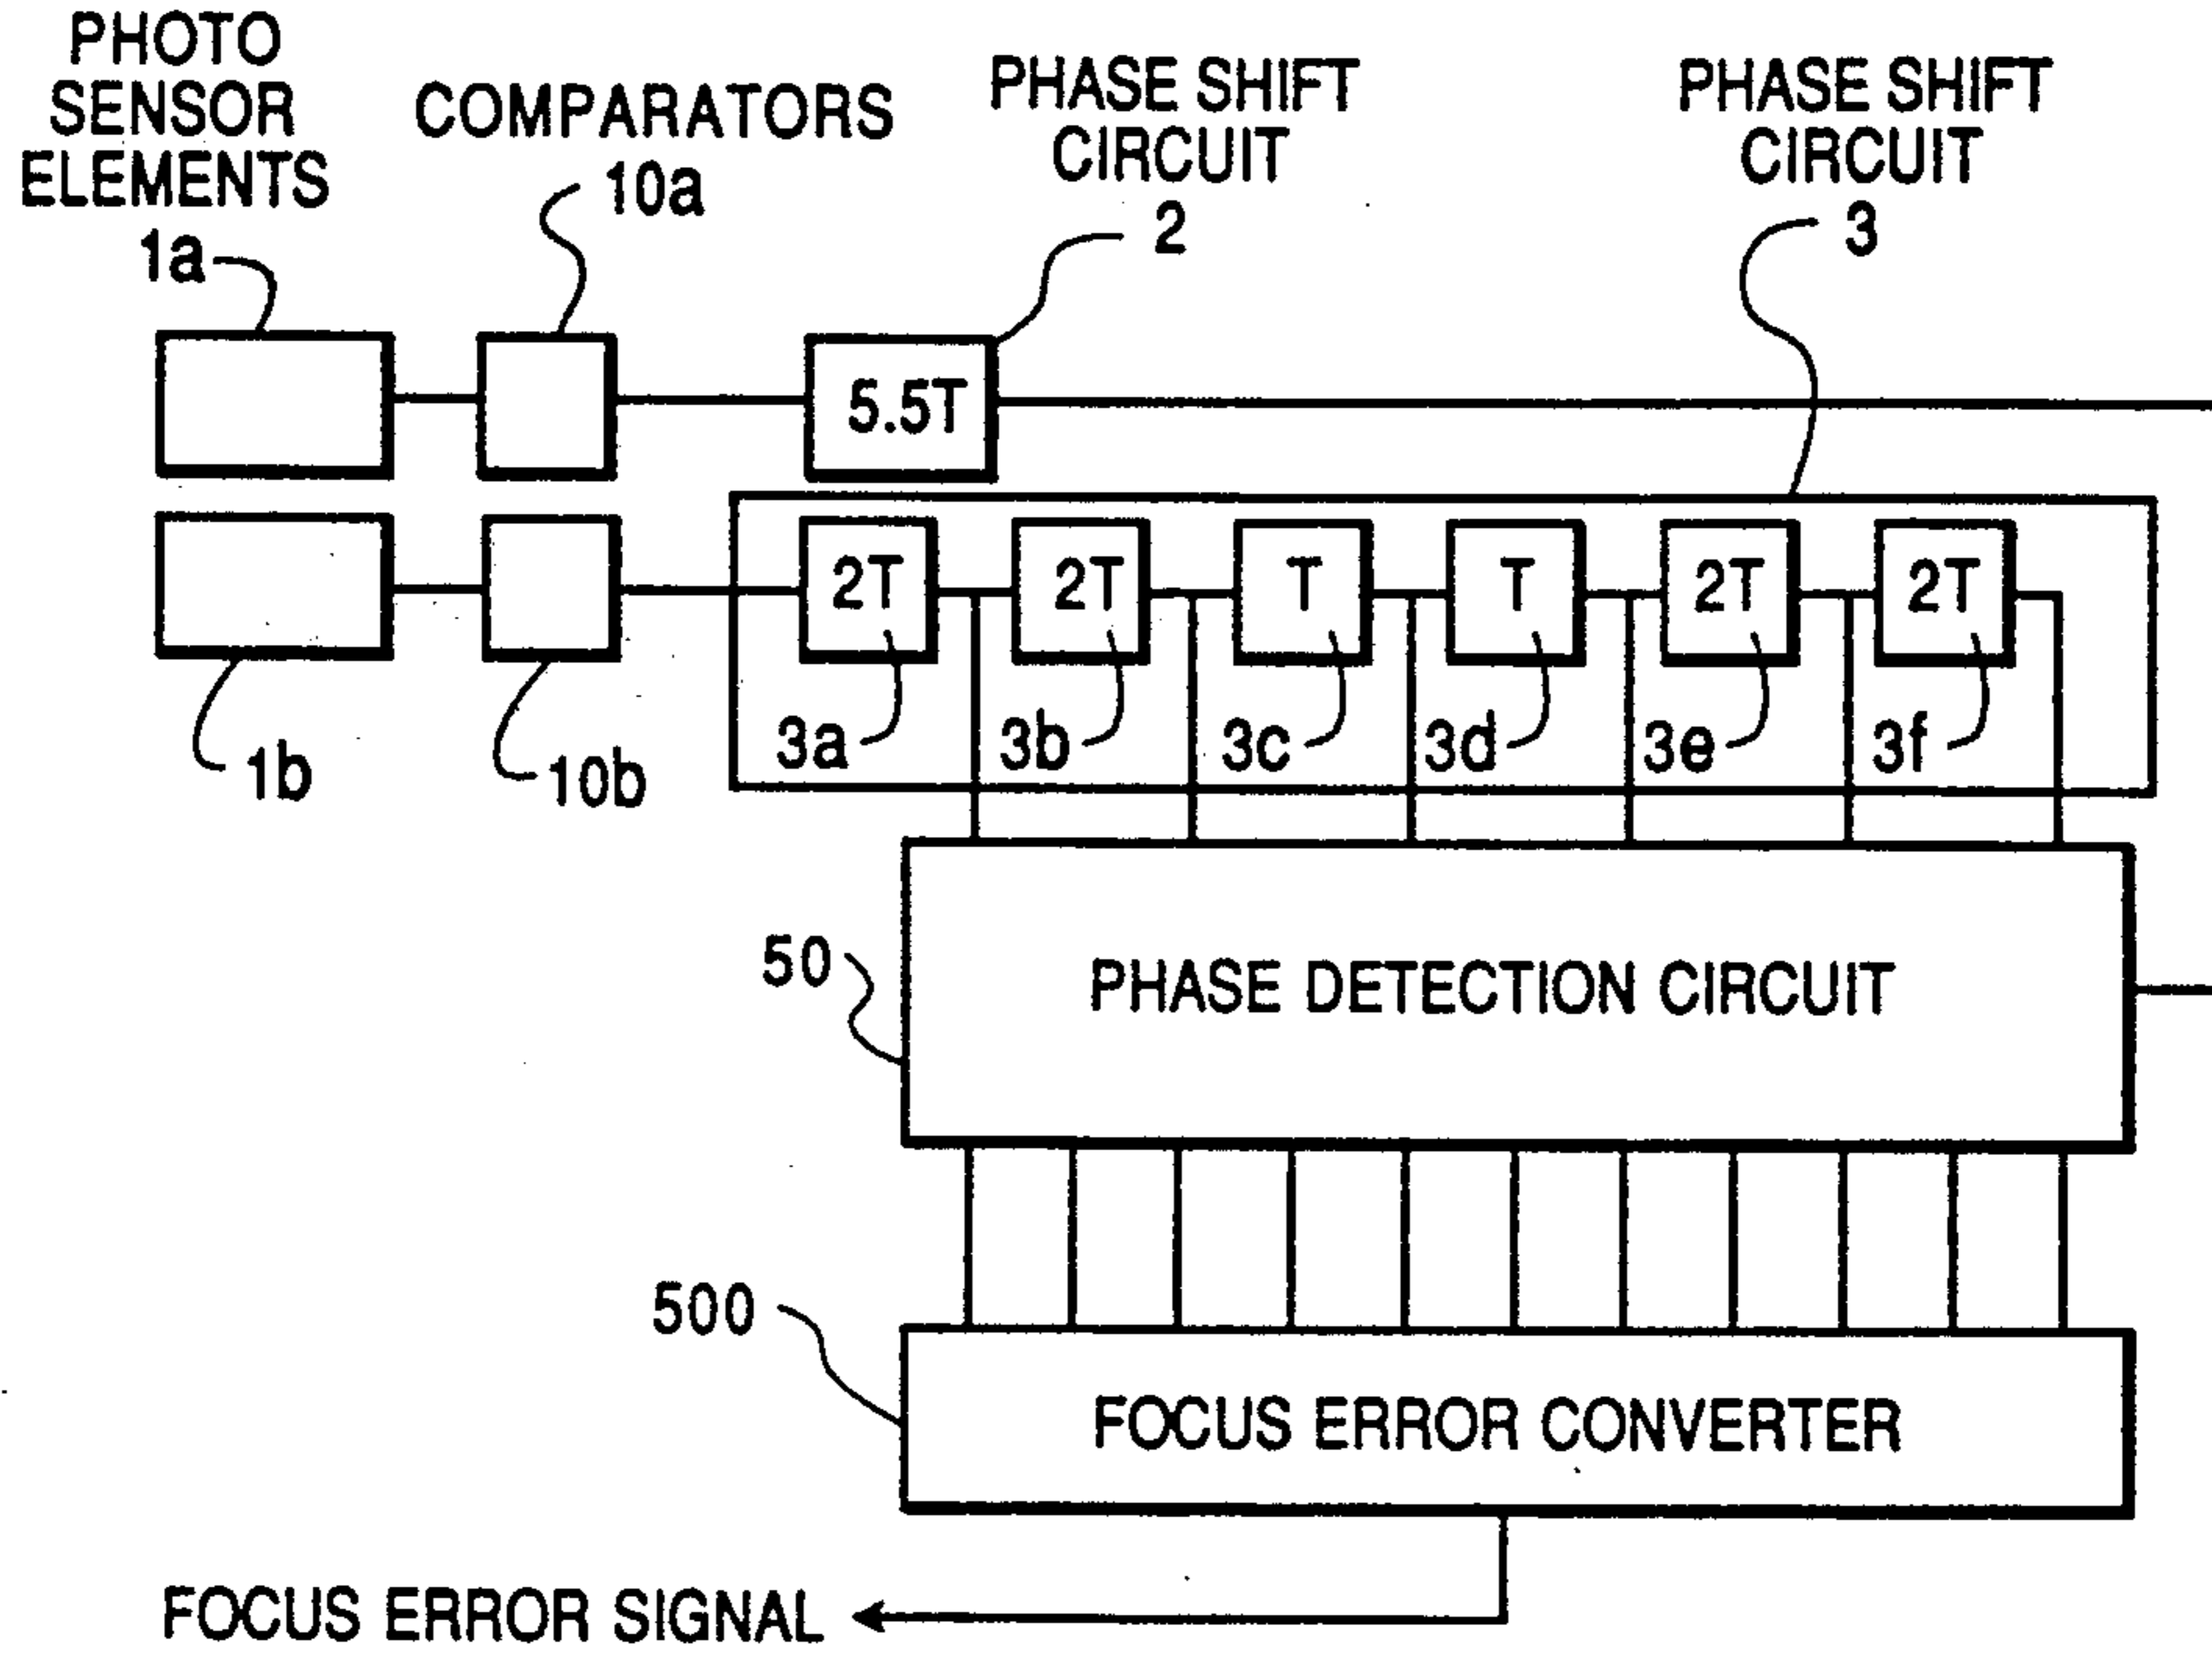 PHOTO
SENSOR
ELEMENTS
1a
COMPARATORS
10a
PHASE SHIFT
CIRCUIT
2
PHASE SHIFT
CIRCUIT
3
5.5T
2T
2T
T
T
2T
2T
3a
3b
3c
3d
3e
3f
1b
10b
50
PHASE DETECTION CIRCUIT
500
FOCUS ERROR CONVERTER
FOCUS ERROR SIGNAL